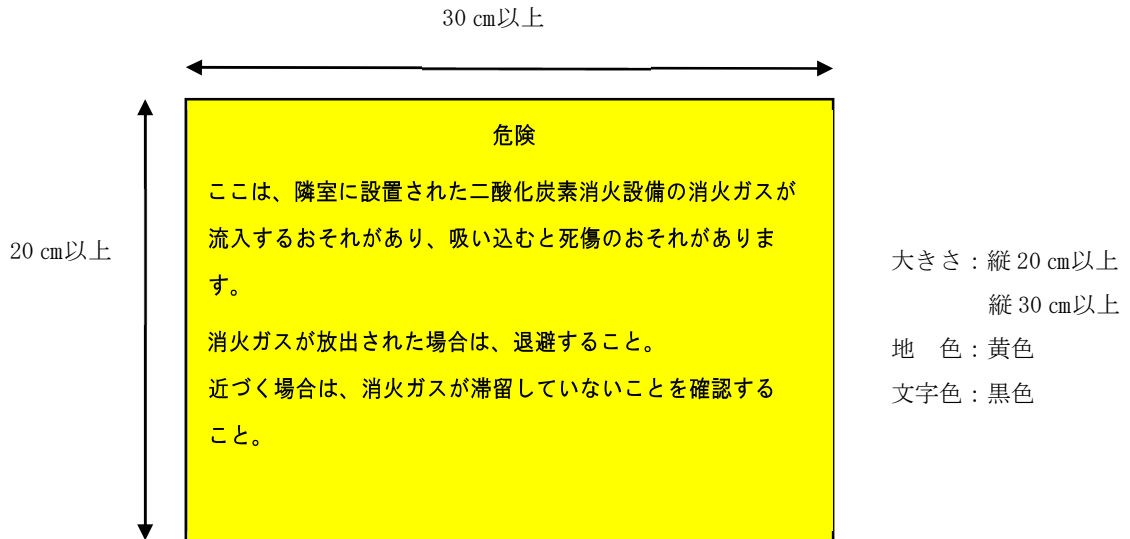 30 ㎝以上
危険
ここは、隣室に設置された二酸化炭素消火設備の消火ガスが
流入するおそれがあり、吸い込むと死傷のおそれがありま
す。
消火ガスが放出された場合は、退避すること。
近づく場合は、消火ガスが滞留していないことを確認する
こと。
20 ㎝以上
大きさ：縦 20 ㎝以上
縦 30 ㎝以上
地　色：黄色
文字色：黒色